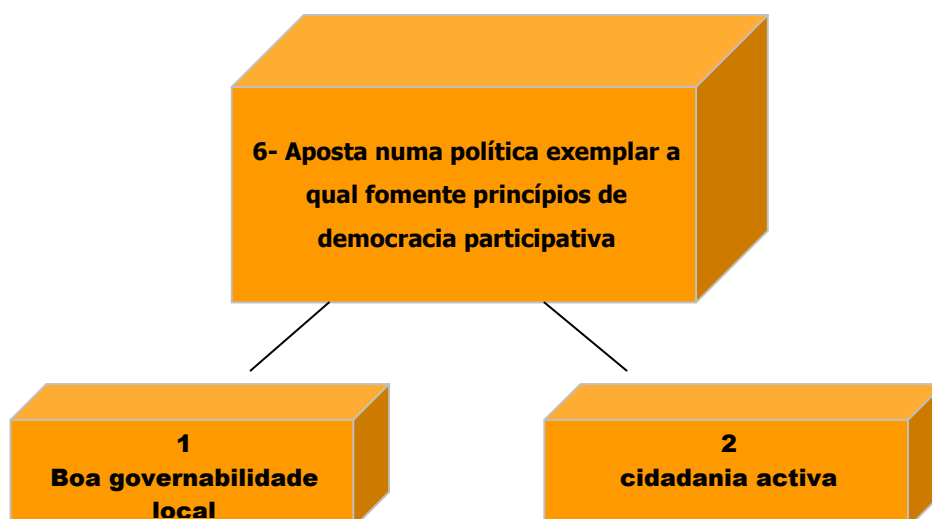 6- Aposta numa política exemplar a
qual fomente princípios de
democracia participativa
1
Boa governabilidade
local
2
cidadania activa